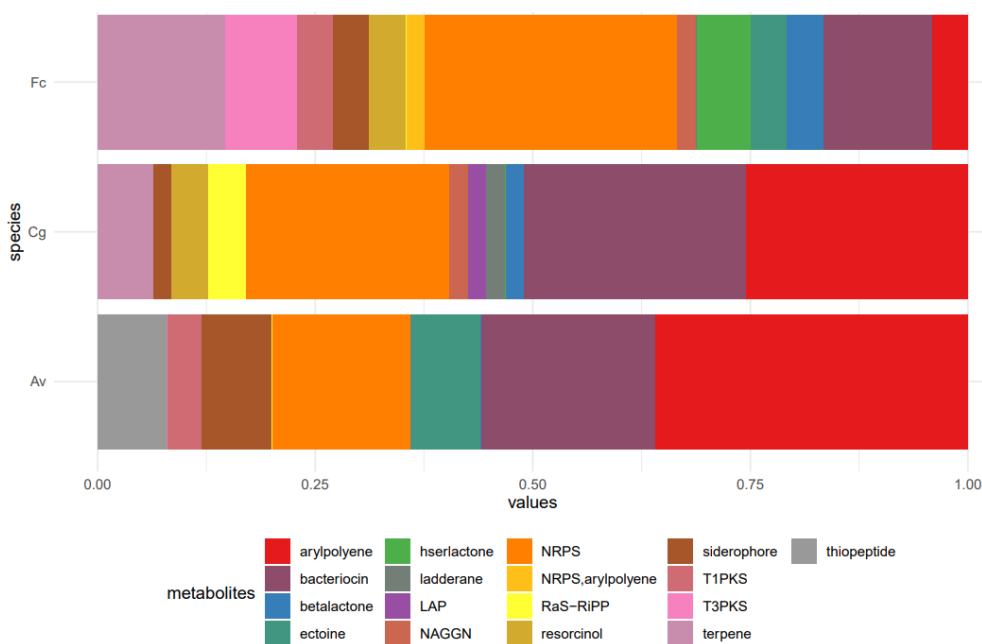 species
Fc
Cg
Av
0.00 0.25 0.50 0.75 1.00
values
metabolites
arylpolyene hserlactone NRPS siderophore thiopeptide
bacteriocin ladderane NRPS,arylpolyene T1PKS
betalactone LAP RaS−RiPP T3PKS
ectoine NAGGN resorcinol terpene